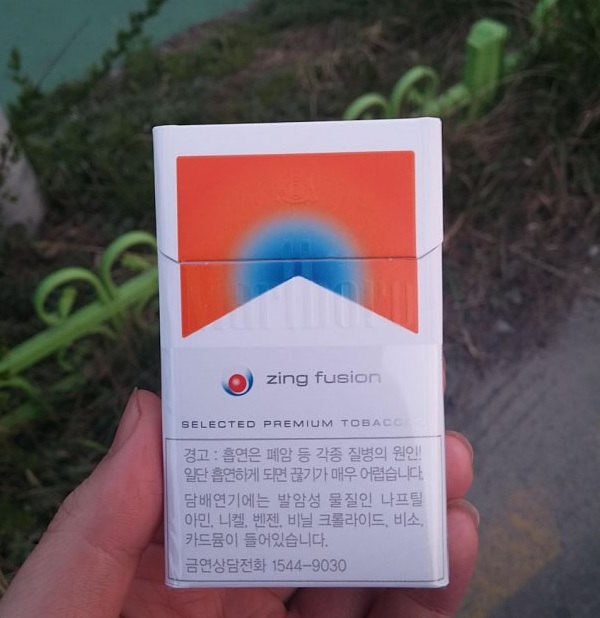 Marlboro
zing fusion
SELECTED PREMIUM TOBACCO
경고 : 흡연은 폐암 등 각종 질병의 원인!
일단 흡연하게 되면 끊기가 매우 어렵습니다.
담배연기에는 발암성 물질인 나프틸
아민, 니켈, 벤젠, 비닐 크롤라이드, 비소,
카드뮴이 들어있습니다.
금연상담전화 1544-9030